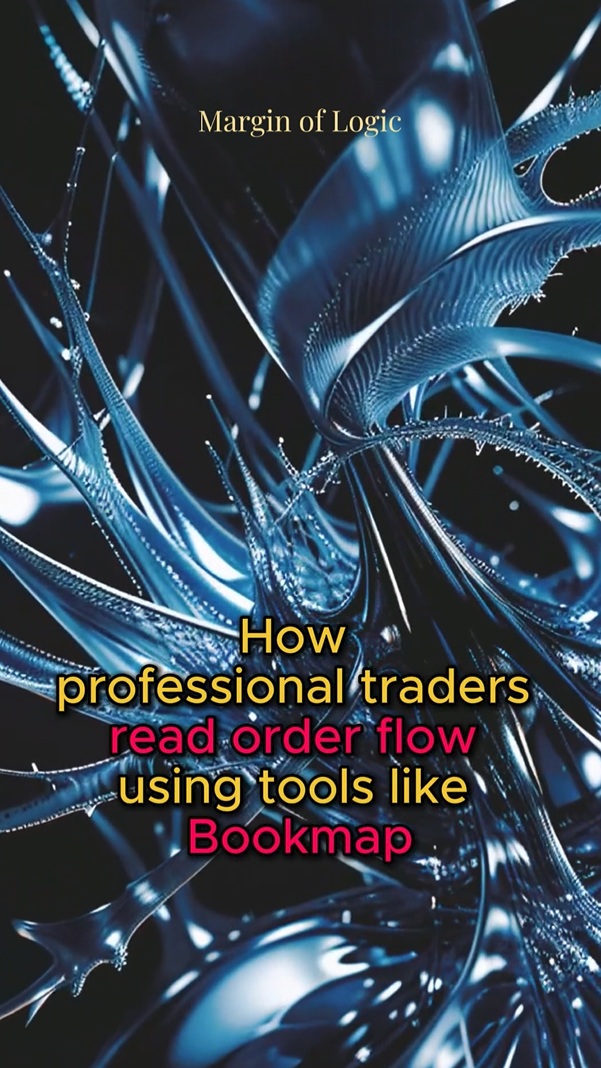 Margin of Logic
How
professional traders
read order flow
using tools like
Bookmap